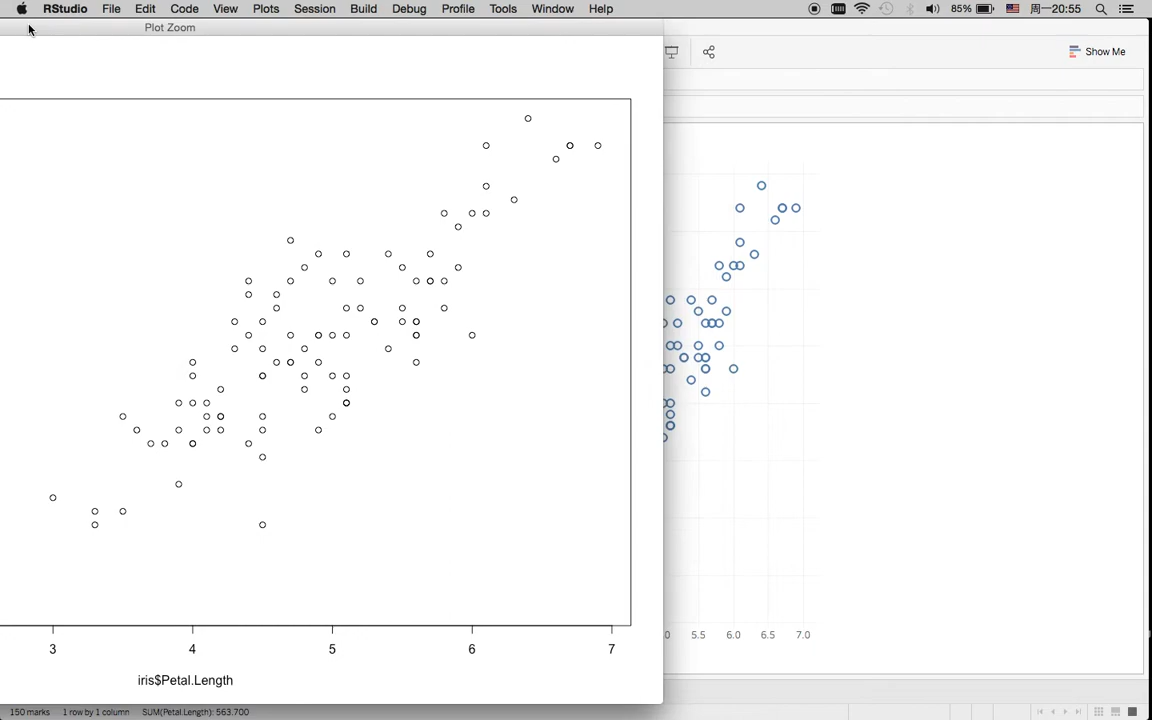 RStudio File Edit Code View Plots Session Build Debug Profile Tools Window Help 85% 周一20:55
Plot Zoom
Show Me
0 5.5 6.0 6.5 7.0
3 4 5 6 7
iris$Petal.Length
150 marks 1 row by 1 column SUM(Petal.Length): 563.700